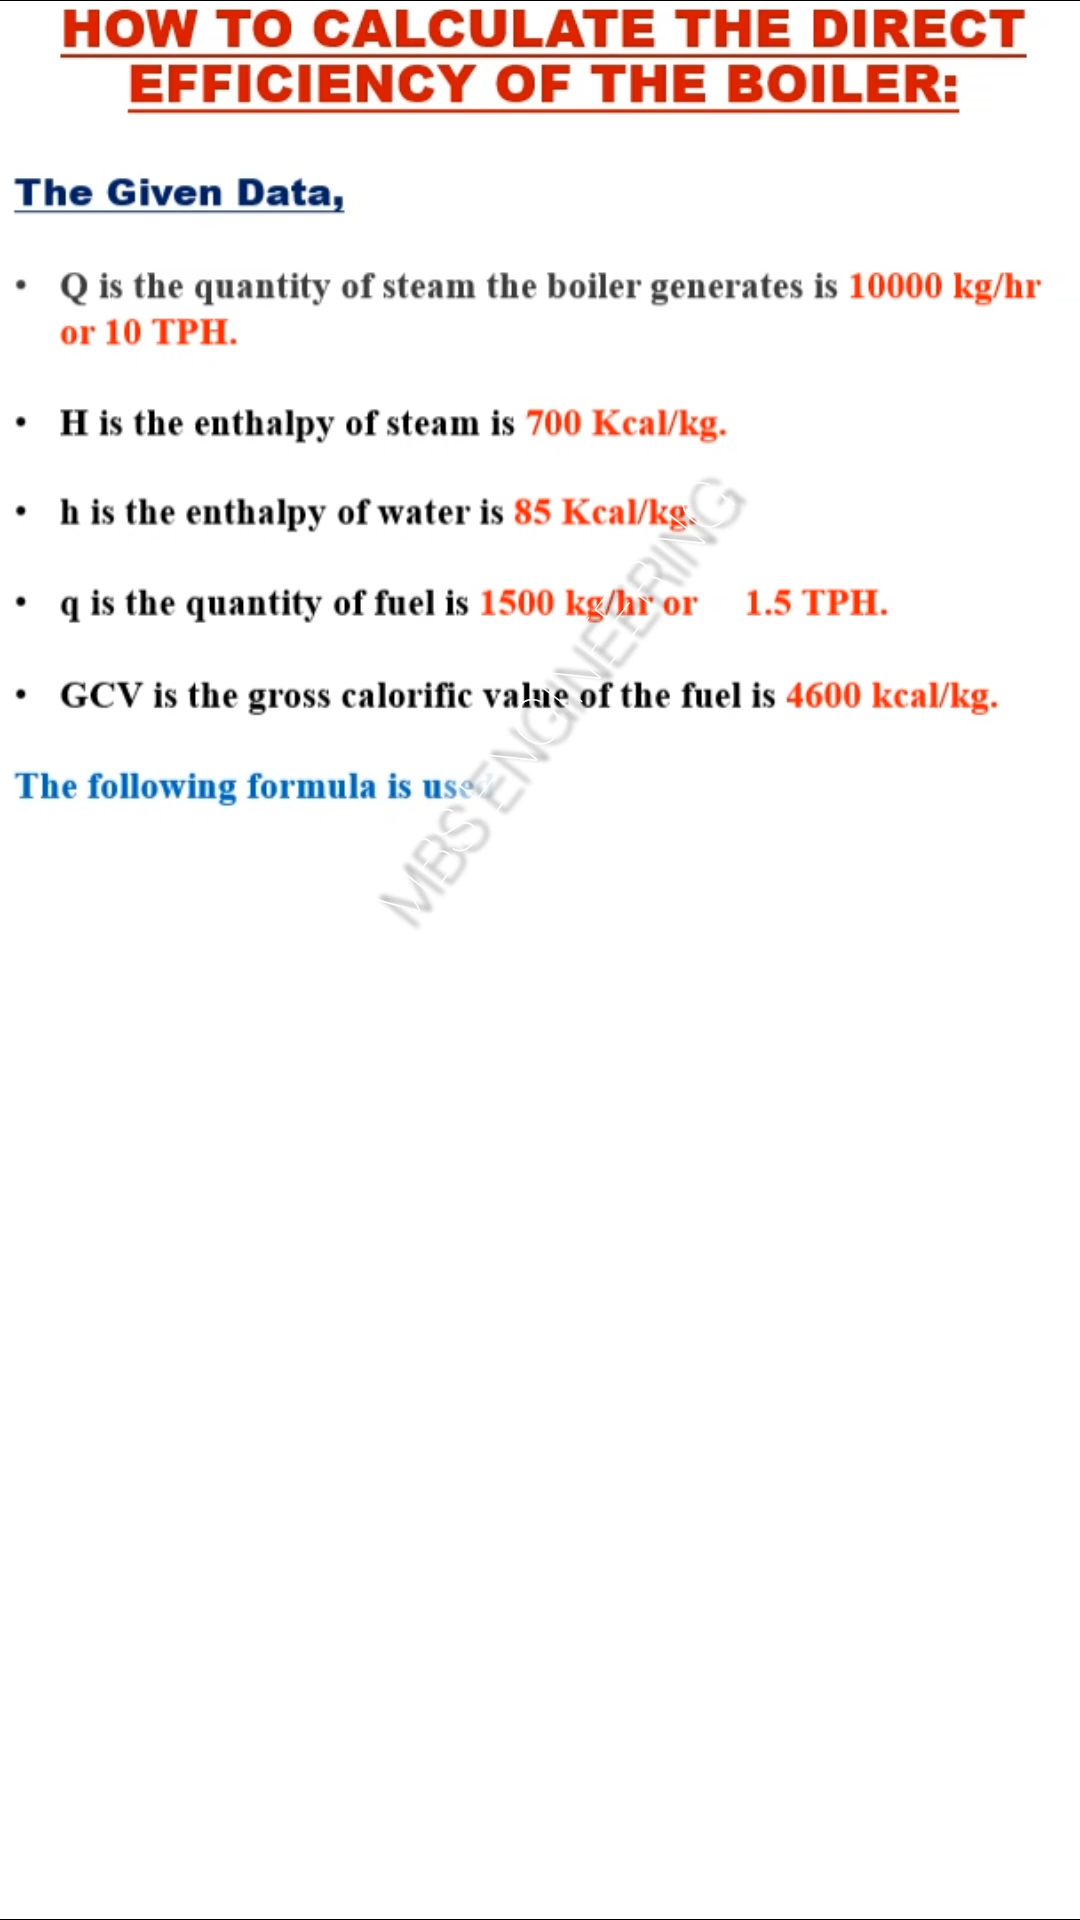 HOW TO CALCULATE THE DIRECT
EFFICIENCY OF THE BOILER:
The Given Data,
• Q is the quantity of steam the boiler generates is 10000 kg/hr
or 10 TPH.
• H is the enthalpy of steam is 700 Kcal/kg.
• h is the enthalpy of water is 85 Kcal/kg.
• q is the quantity of fuel is 1500 kg/hr or 1.5 TPH.
• GCV is the gross calorific value of the fuel is 4600 kcal/kg.
The following formula is used
MBS ENGINEERING